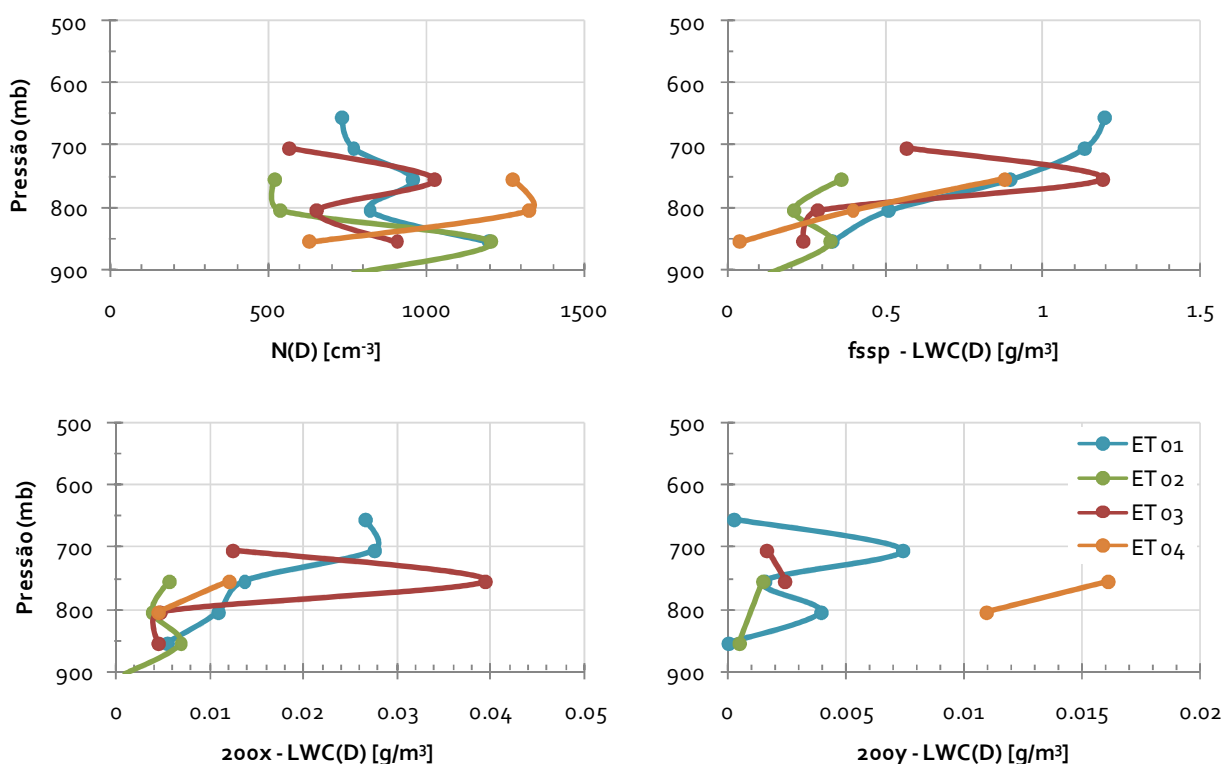 500
600
700
800
900
Pressão (mb)
0 500 1000 1500
N(D) [cm⁻³]
500
600
700
800
900
0 0.5 1 1.5
fssp - LWC(D) [g/m³]
500
600
700
800
900
Pressão (mb)
0 0.01 0.02 0.03 0.04 0.05
200x - LWC(D) [g/m³]
500
600
700
800
900
ET 01
ET 02
ET 03
ET 04
0 0.005 0.01 0.015 0.02
200y - LWC(D) [g/m³]